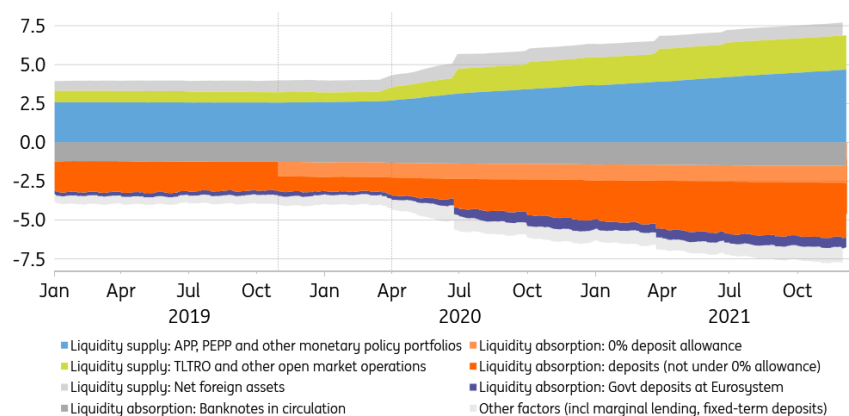 7.5
5.0
2.5
0.0
-2.5
-5.0
-7.5
Jan Apr Jul Oct Jan Apr Jul Oct Jan Apr Jul Oct
2019 2020 2021
Liquidity supply: APP, PEPP and other monetary policy portfolios Liquidity absorption: 0% deposit allowance
Liquidity supply: TLTRO and other open market operations Liquidity absorption: deposits (not under 0% allowance)
Liquidity supply: Net foreign assets Liquidity absorption: Govt deposits at Eurosystem
Liquidity absorption: Banknotes in circulation Other factors (incl marginal lending, fixed-term deposits)